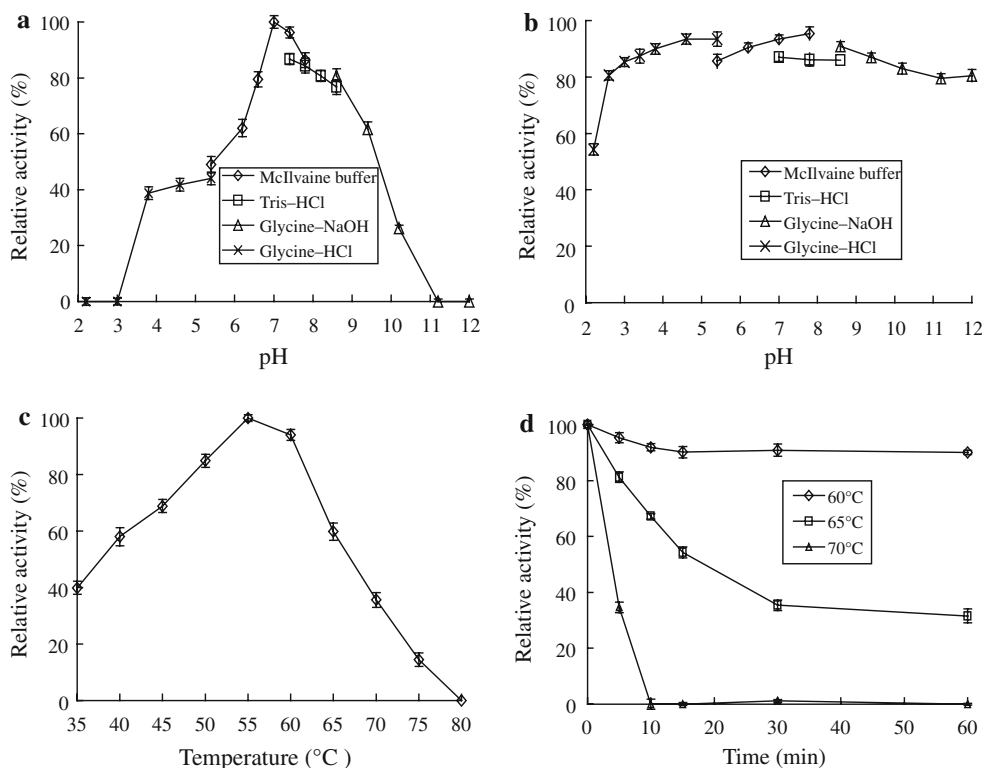 a
Relative activity (%)
100
80
60
40
20
0
McIlvaine buffer
Tris–HCl
Glycine–NaOH
Glycine–HCl
2 3 4 5 6 7 8 9 10 11 12
pH
b
Relative activity (%)
100
80
60
40
20
0
McIlvaine buffer
Tris–HCl
Glycine–NaOH
Glycine–HCl
2 3 4 5 6 7 8 9 10 11 12
pH
c
Relative activity (%)
100
80
60
40
20
0
35 40 45 50 55 60 65 70 75 80
Temperature (°C)
d
Relative activity (%)
100
80
60
40
20
0
60°C
65°C
70°C
0 10 20 30 40 50 60
Time (min)